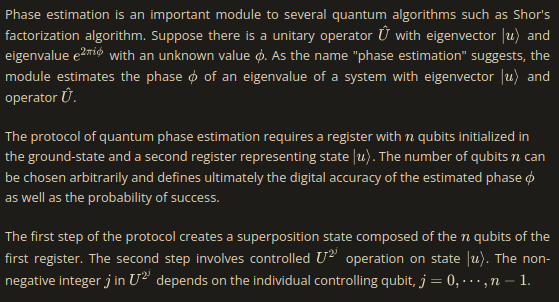 Phase estimation is an important module to several quantum algorithms such as Shor's
factorization algorithm. Suppose there is a unitary operator Û with eigenvector |u⟩ and
eigenvalue e^{2πiϕ} with an unknown value ϕ. As the name "phase estimation" suggests, the
module estimates the phase ϕ of an eigenvalue of a system with eigenvector |u⟩ and
operator Û.
The protocol of quantum phase estimation requires a register with n qubits initialized in
the ground-state and a second register representing state |u⟩. The number of qubits n can
be chosen arbitrarily and defines ultimately the digital accuracy of the estimated phase ϕ
as well as the probability of success.
The first step of the protocol creates a superposition state composed of the n qubits of the
first register. The second step involves controlled U^{2^j} operation on state |u⟩. The non-
negative integer j in U^{2^j} depends on the individual controlling qubit, j = 0, ⋯, n − 1.